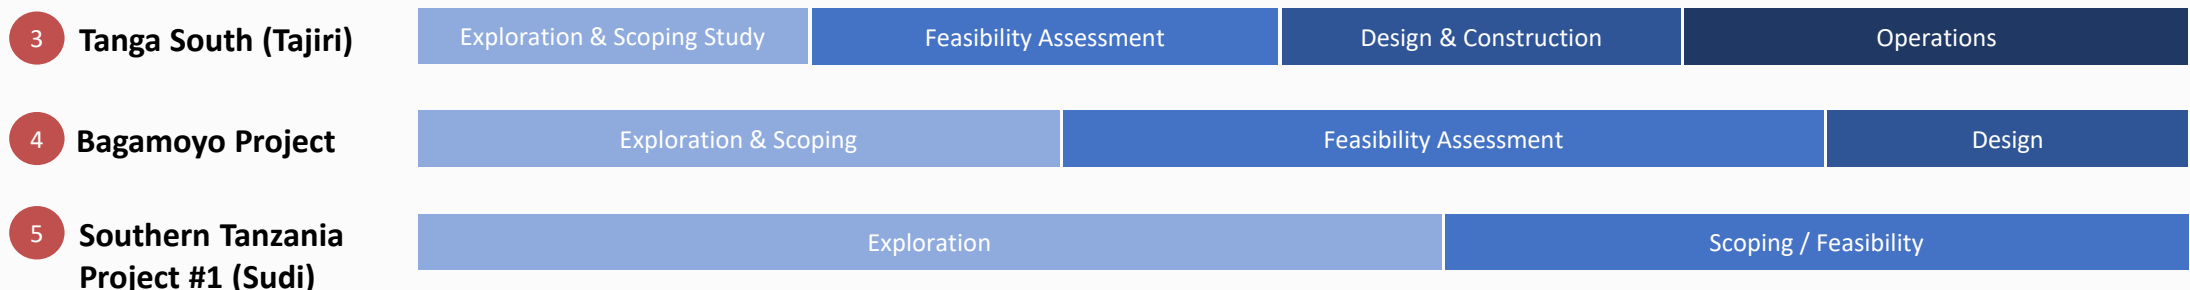 3 Tanga South (Tajiri) Exploration & Scoping Study Feasibility Assessment Design & Construction Operations
4 Bagamoyo Project Exploration & Scoping Feasibility Assessment Design
5 Southern Tanzania
Project #1 (Sudi)
Exploration Scoping / Feasibility